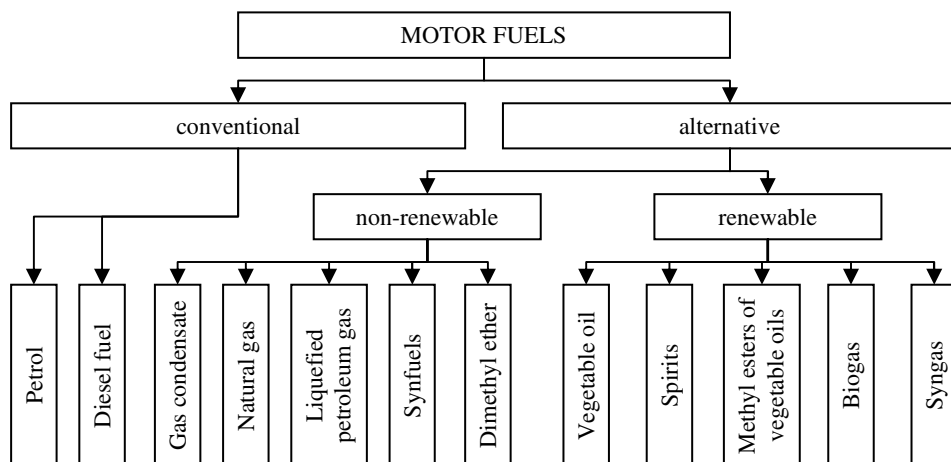 MOTOR FUELS
conventional
alternative
non-renewable
renewable
Petrol
Diesel fuel
Gas condensate
Natural gas
Liquefied
petroleum gas
Synfuels
Dimethyl ether
Vegetable oil
Spirits
Methyl esters of
vegetable oils
Biogas
Syngas